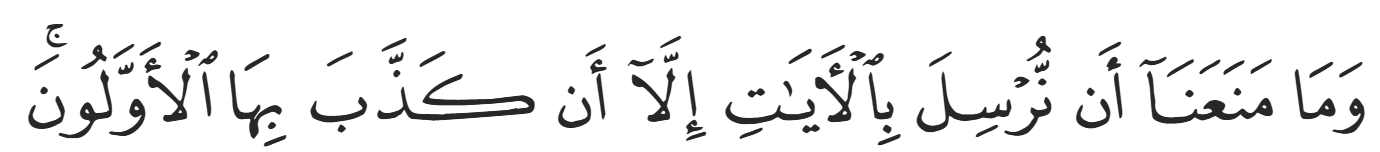 وَمَا مَنَعَنَآ أَن نُّرۡسِلَ بِٱلۡأَيَٰتِ إِلَّآ أَن كَذَّبَ بِهَا ٱلۡأَوَّلُونَۚ